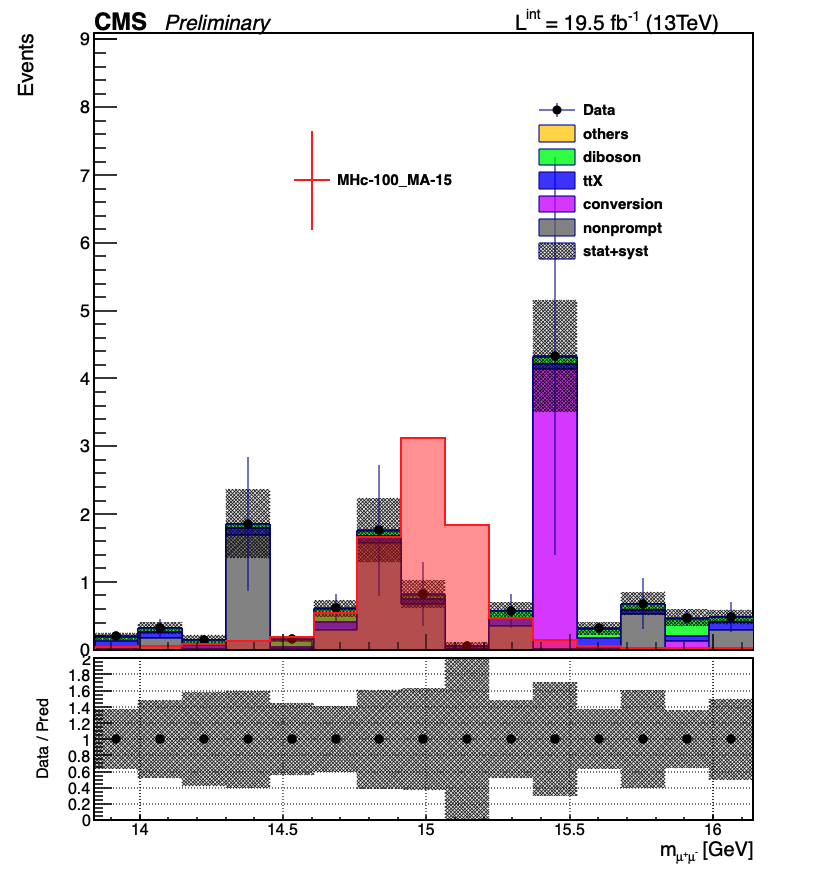 CMS Preliminary L^int = 19.5 fb^-1 (13TeV)
Events
9
8
7
6
5
4
3
2
1
0
Data
others
diboson
ttX
conversion
nonprompt
stat+syst
MHc-100_MA-15
Data / Pred
2
1.8
1.6
1.4
1.2
1
0.8
0.6
0.4
0.2
0
14 14.5 15 15.5 16
m_μ⁺μ⁻ [GeV]